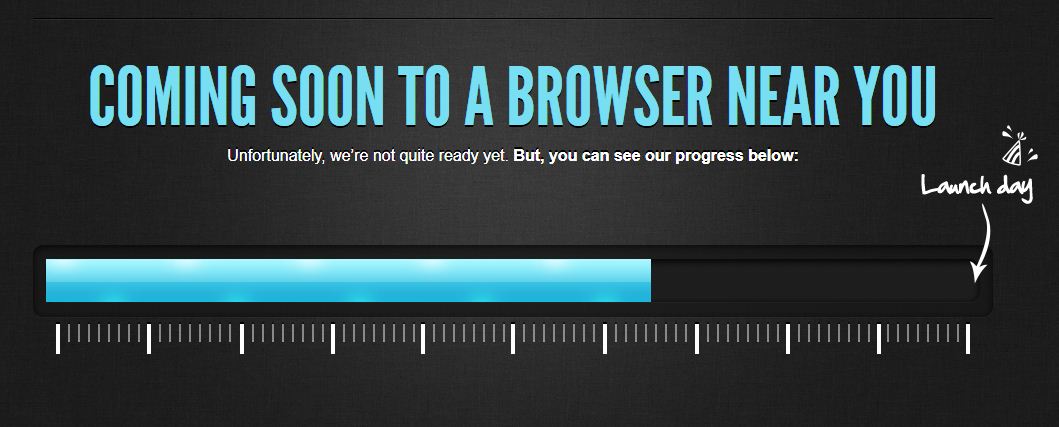 COMING SOON TO A BROWSER NEAR YOU
Unfortunately, we're not quite ready yet. But, you can see our progress below:
Launch day